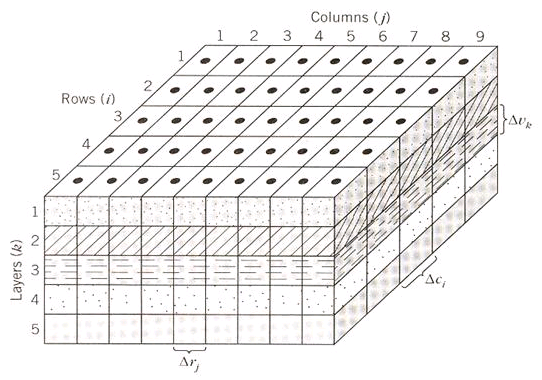 Columns (j)
1 2 3 4 5 6 7 8 9
Rows (i)
1
2
3
4
5
Δv_k
Layers (k)
1
2
3
4
5
Δc_i
Δr_j